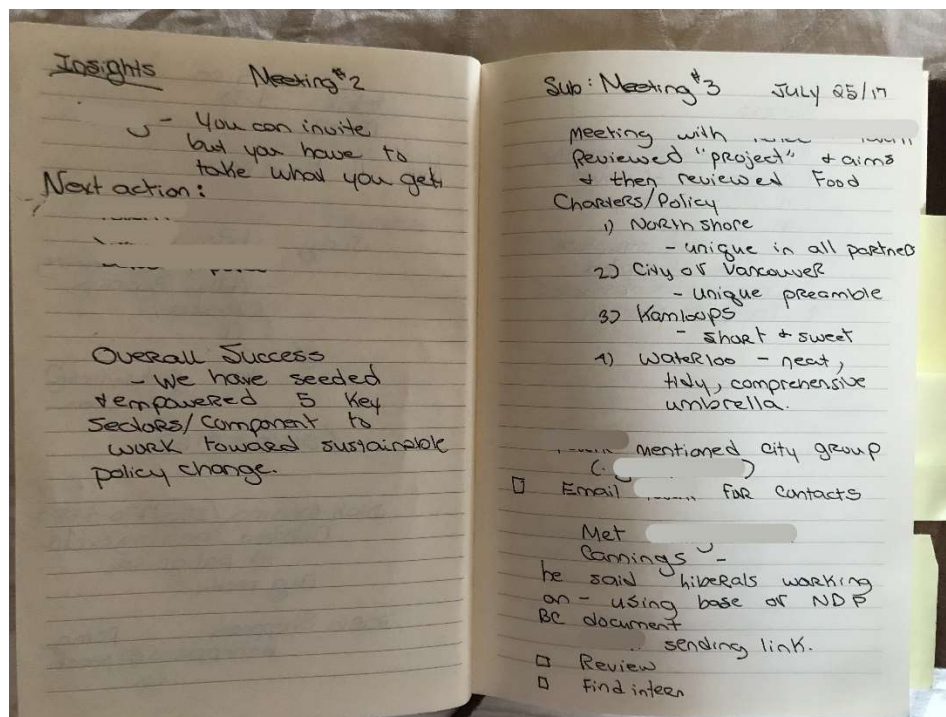 Insights Meeting #2
- You can invite
but you have to
take what you get.
Next action:
Overall Success
- We have seeded
& empowered 5 Key
Sectors/Component to
work toward sustainable
policy change.
Sub: Meeting #3 JULY 25/17
Meeting with
Reviewed "project" & aims
& then reviewed Food
Charters/Policy
1) North shore
- unique in all partners
2) City of Vancouver
- unique preamble
3) Kamloops
- short & sweet
4) Waterloo - neat,
tidy, comprehensive
umbrella.
mentioned city group
( )
□ Email for contacts
Met
Cannings -
he said Liberals working
on - using base of NDP
BC document
sending link.
□ Review
□ Find intern